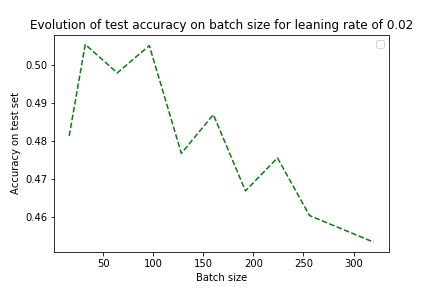 Evolution of test accuracy on batch size for leaning rate of 0.02
0.50
0.49
0.48
0.47
0.46
Accuracy on test set
50 100 150 200 250 300
Batch size